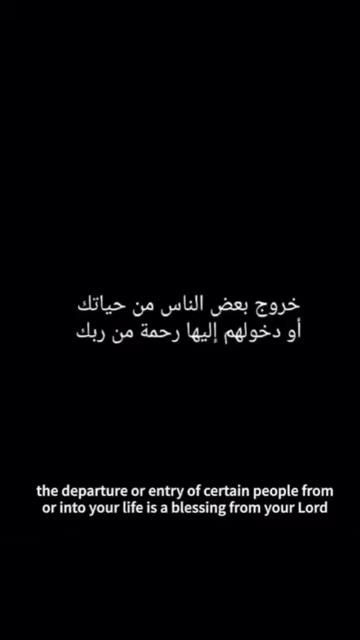 خروج بعض الناس من حياتك
أو دخولهم إليها رحمة من ربك
the departure or entry of certain people from
or into your life is a blessing from your Lord